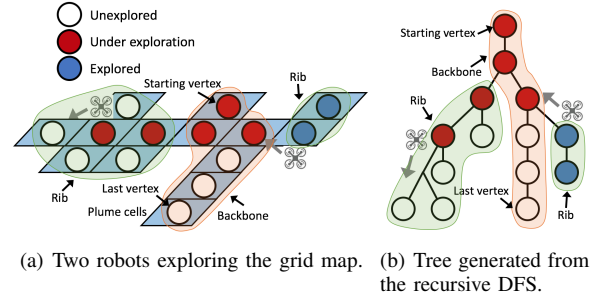 Unexplored
Under exploration
Explored
Starting vertex
Rib
Rib
Last vertex
Plume cells
Backbone
(a) Two robots exploring the grid map.
Starting vertex
Backbone
Rib
Last vertex
Rib
(b) Tree generated from
the recursive DFS.